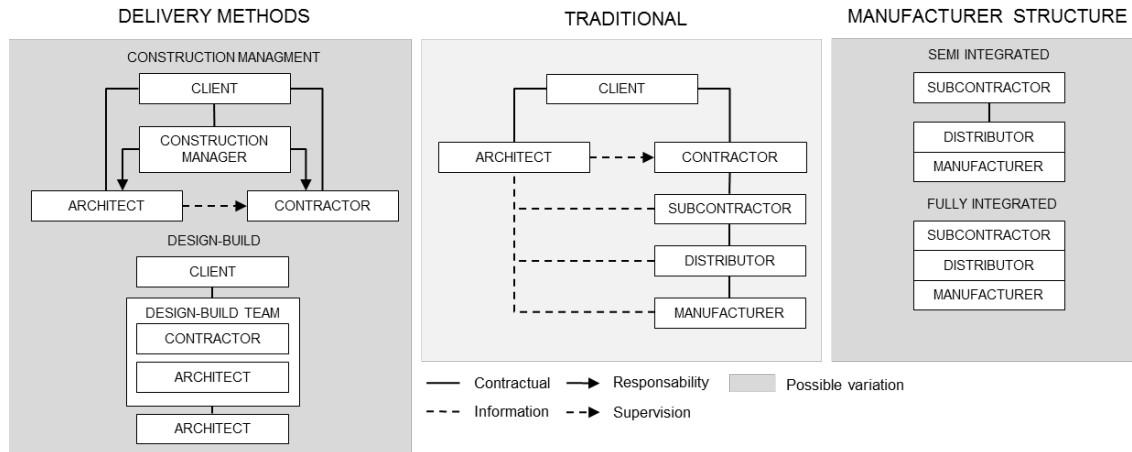 DELIVERY METHODS
CONSTRUCTION MANAGMENT
CLIENT
CONSTRUCTION
MANAGER
ARCHITECT
CONTRACTOR
DESIGN-BUILD
CLIENT
DESIGN-BUILD TEAM
CONTRACTOR
ARCHITECT
ARCHITECT
TRADITIONAL
CLIENT
ARCHITECT
CONTRACTOR
SUBCONTRACTOR
DISTRIBUTOR
MANUFACTURER
MANUFACTURER STRUCTURE
SEMI INTEGRATED
SUBCONTRACTOR
DISTRIBUTOR
MANUFACTURER
FULLY INTEGRATED
SUBCONTRACTOR
DISTRIBUTOR
MANUFACTURER
Contractual
Responsability
Possible variation
Information
Supervision